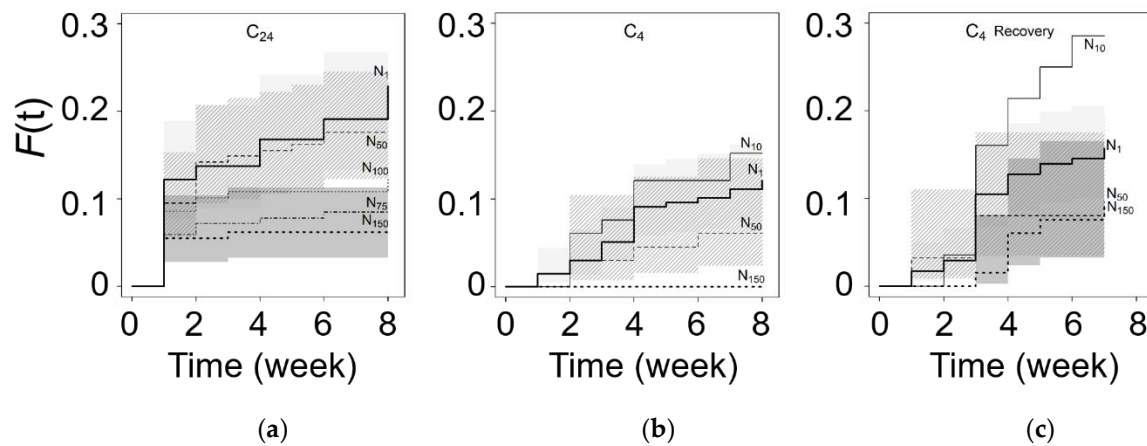 C₂₄
F(t)
0.3
0.2
0.1
0
N₁
N₅₀
N₁₀₀
N₇₅
N₁₅₀
0 2 4 6 8
Time (week)
(a)
C₄
0.3
0.2
0.1
0
N₁₀
N₁
N₅₀
N₁₅₀
0 2 4 6 8
Time (week)
(b)
C₄ Recovery
0.3
0.2
0.1
0
N₁₀
N₁
N₅₀
N₁₅₀
0 2 4 6 8
Time (week)
(c)